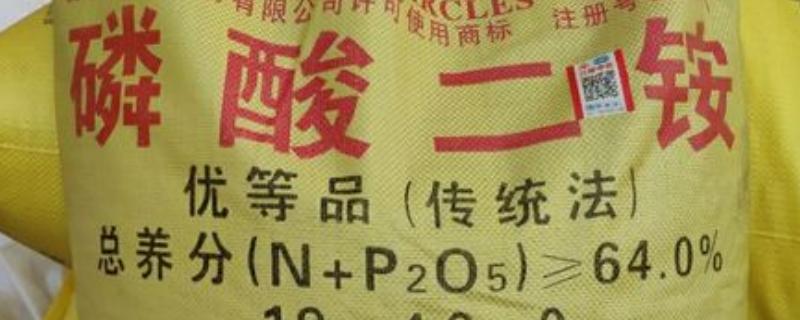 有限公司许可使用商标 注册号
RCLES
磷酸二铵
优等品(传统法)
总养分(N+P₂O₅)≥64.0%